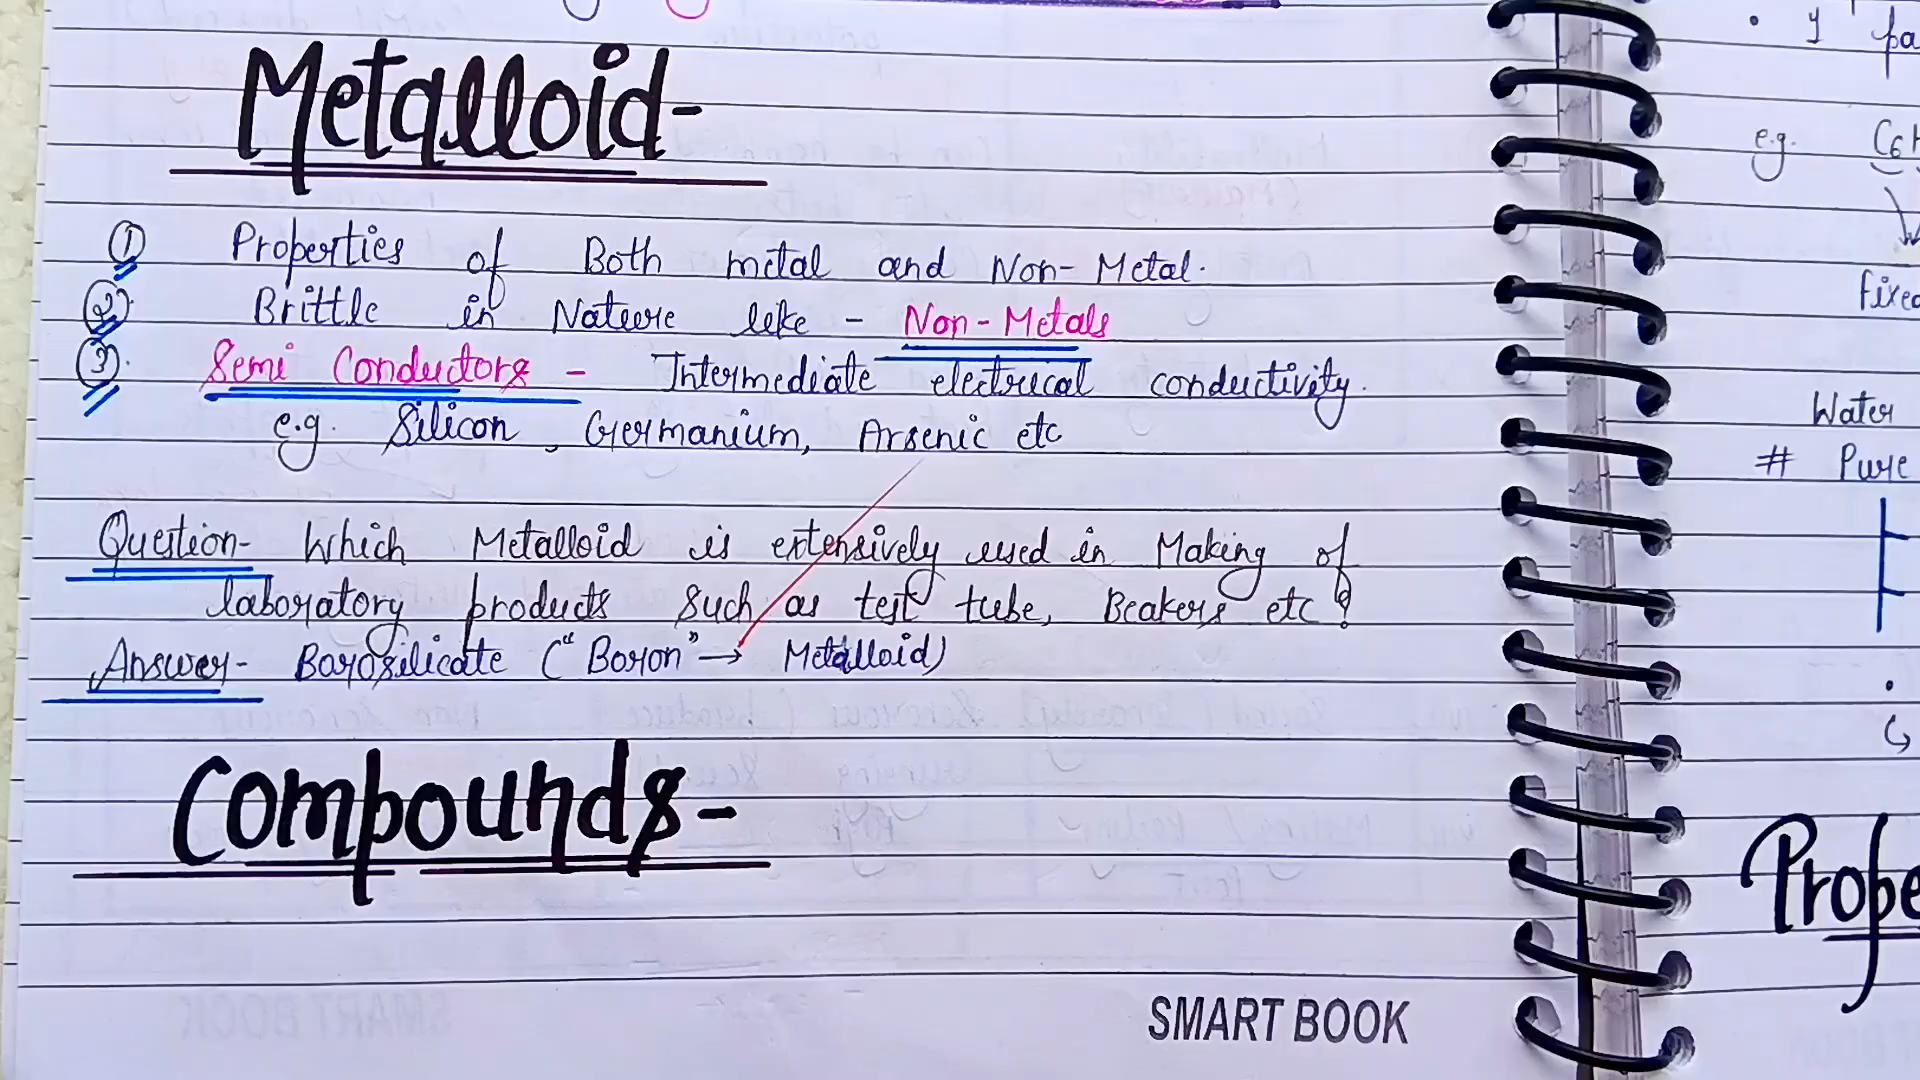 Metalloid-
① Properties of Both metal and Non-Metal.
② Brittle in Nature like - Non-Metals
③ Semi Conductors - Intermediate electrical conductivity.
e.g. Silicon, Germanium, Arsenic etc
Question- Which Metalloid is extensively used in Making of
laboratory products such as test tube, Beakers etc?
Answer- Borosilicate ("Boron" → Metalloid)
Compounds-
SMART BOOK
e.g.
Water
# Pure